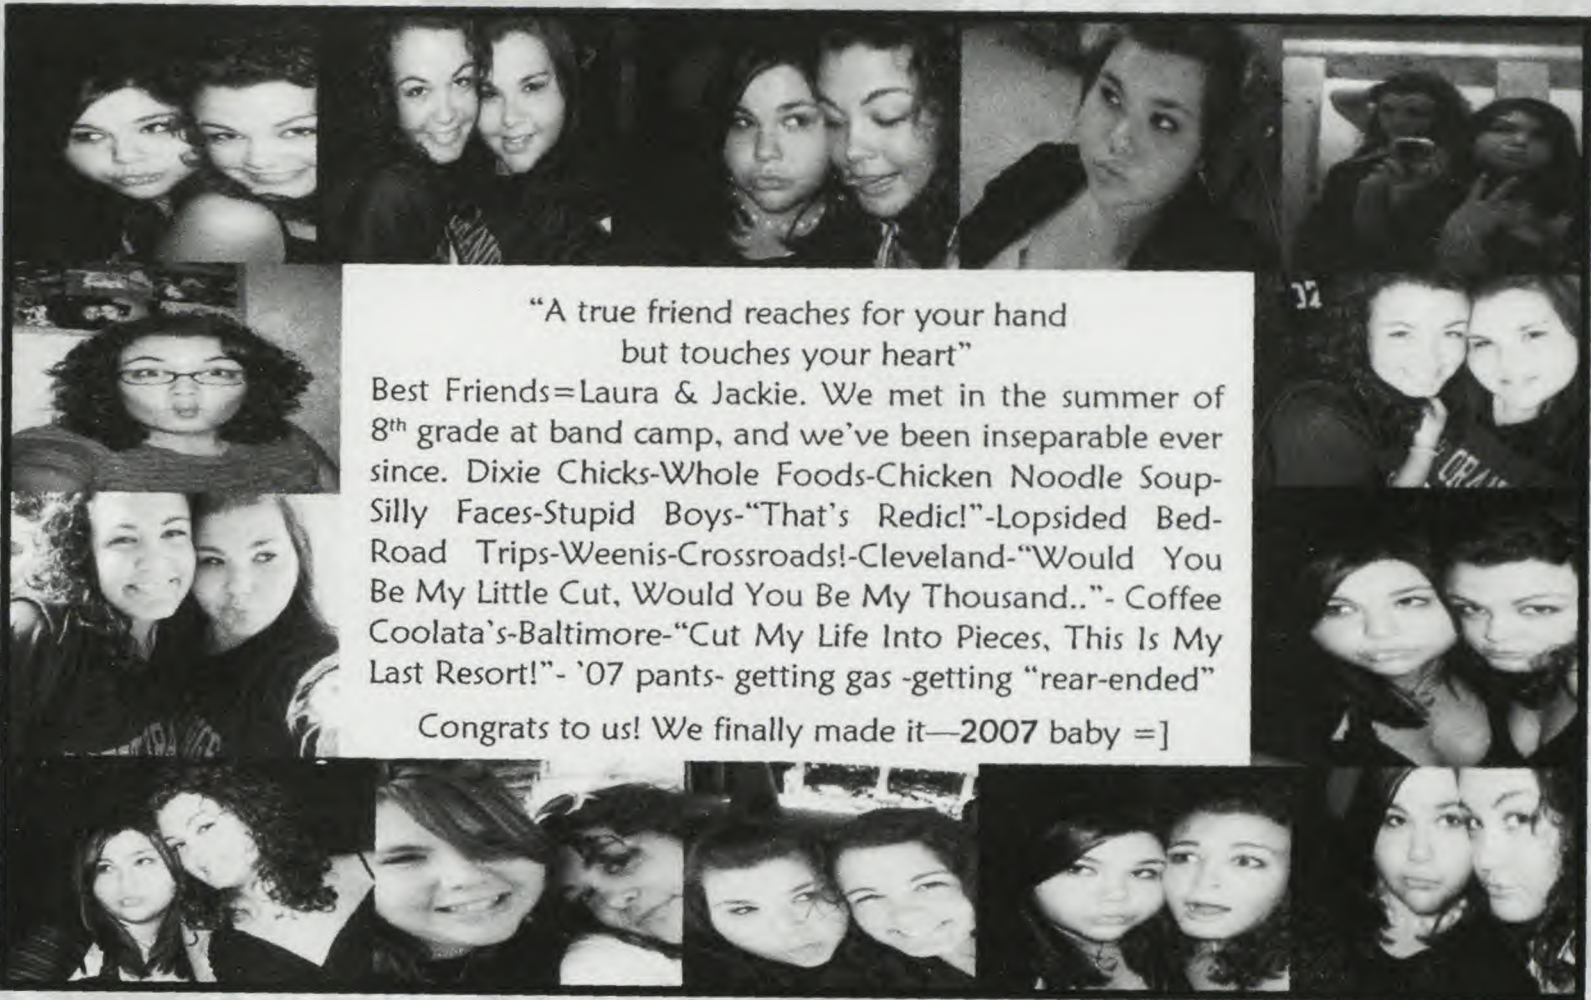 “A true friend reaches for your hand
but touches your heart”
Best Friends=Laura & Jackie. We met in the summer of
8th grade at band camp, and we’ve been inseparable ever
since. Dixie Chicks-Whole Foods-Chicken Noodle Soup-
Silly Faces-Stupid Boys-“That’s Redic!”-Lopsided Bed-
Road Trips-Weenis-Crossroads!-Cleveland-“Would You
Be My Little Cut, Would You Be My Thousand..”- Coffee
Coolata’s-Baltimore-“Cut My Life Into Pieces, This Is My
Last Resort!”- ’07 pants- getting gas -getting “rear-ended”
Congrats to us! We finally made it—2007 baby =]